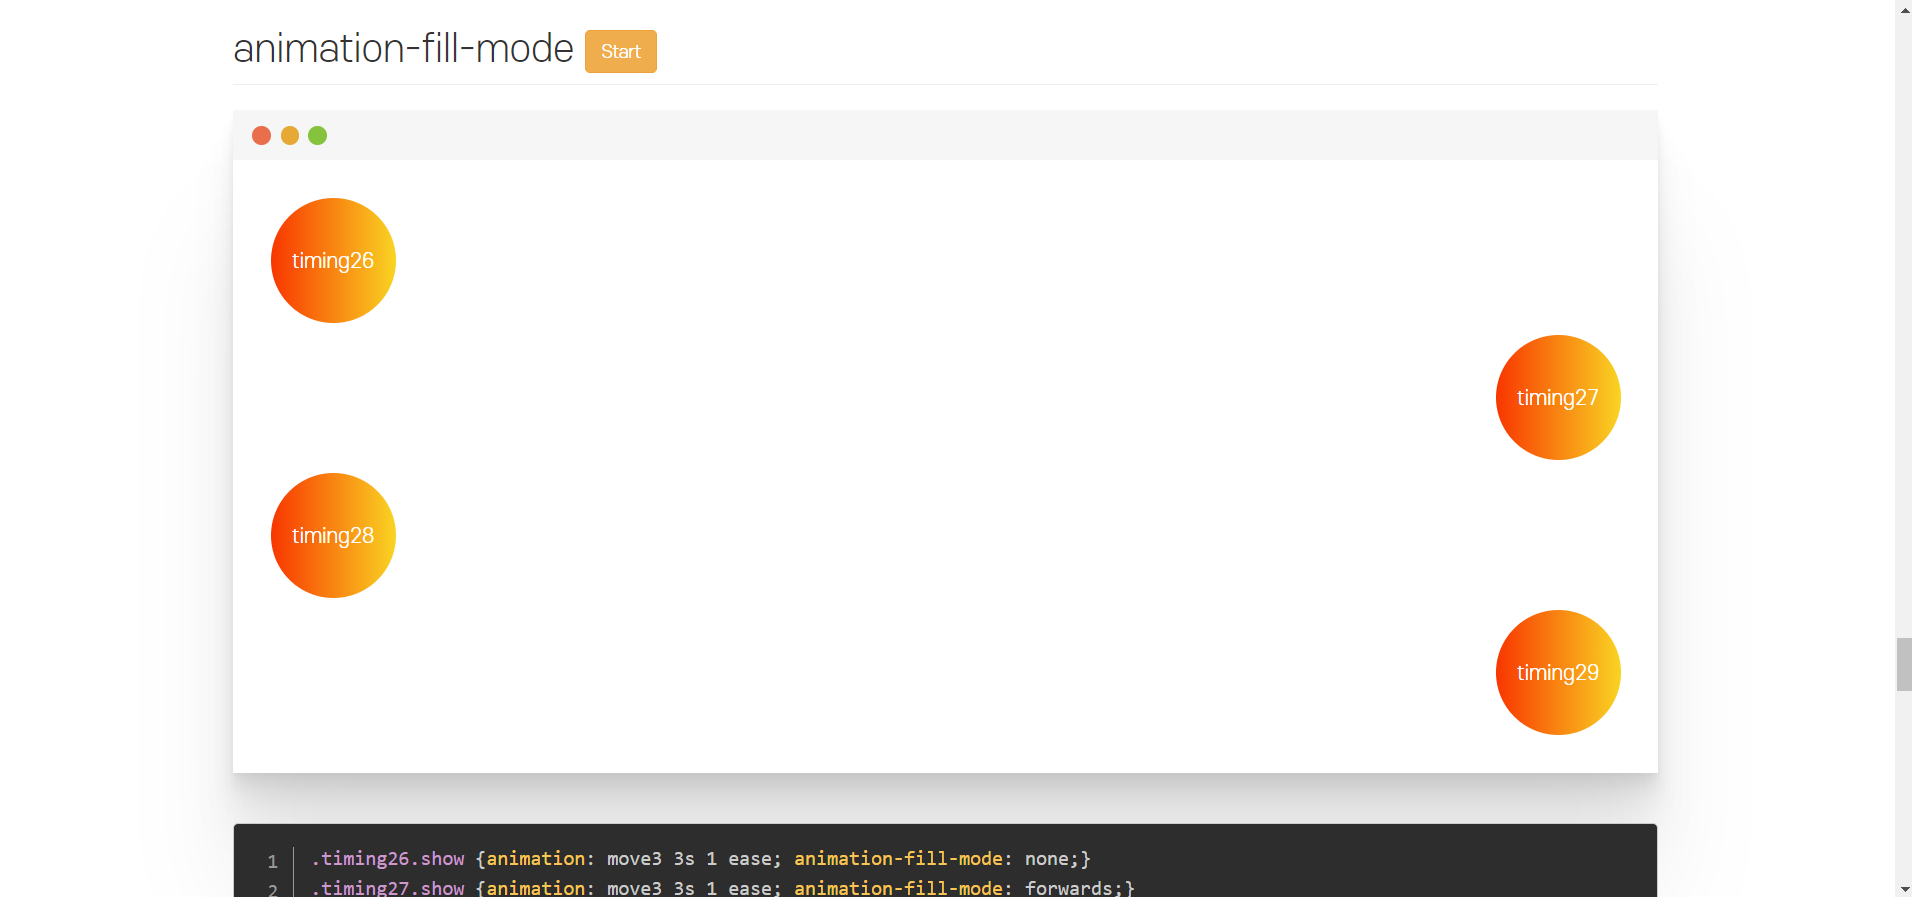 animation-fill-mode Start
timing26
timing27
timing28
timing29
1 .timing26.show {animation: move3 3s 1 ease; animation-fill-mode: none;}
2 .timing27.show {animation: move3 3s 1 ease; animation-fill-mode: forwards;}